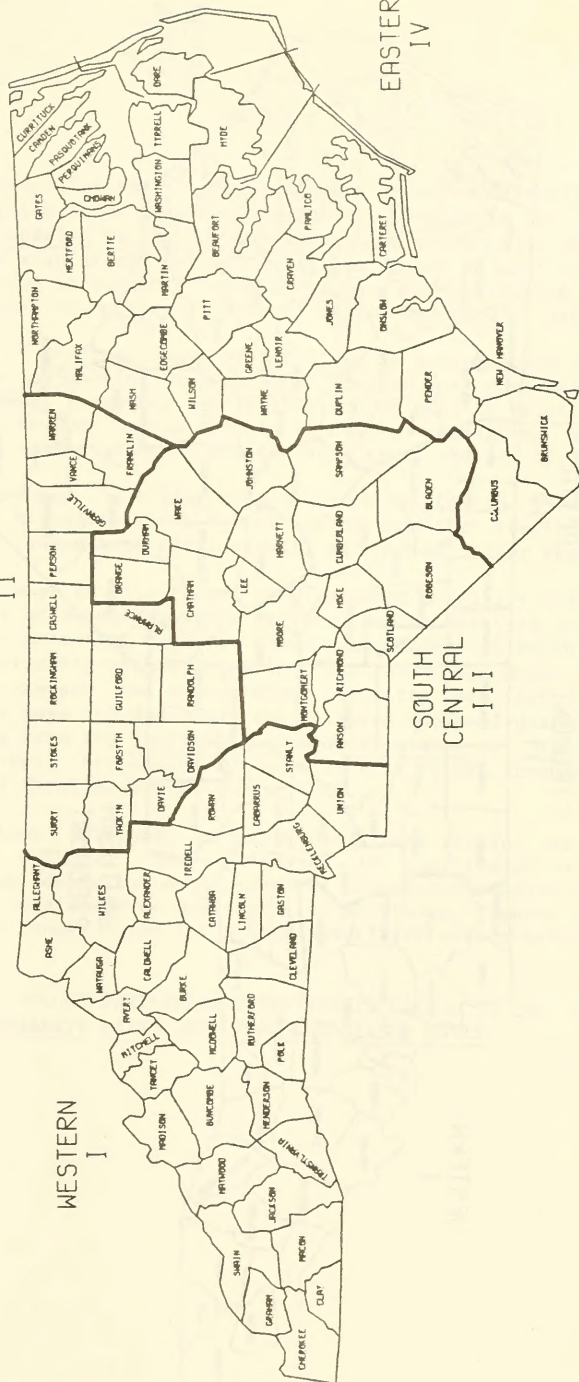 WESTERN
I
II
SOUTH
CENTRAL
III
EASTER
IV
CHEROKEE
GRAHAM
CLAY
SWAIN
MACON
JACKSON
HAYWOOD
TRANSYLVANIA
MADISON
BUNCOMBE
HENDERSON
YANCEY
MITCHELL
AVERY
MCDOWELL
RUTHERFORD
POLK
ASHE
ALLEGHANY
WATAUGA
WILKES
CALDWELL
ALEXANDER
BURKE
CATAWBA
LINCOLN
CLEVELAND
GASTON
IREDELL
SURRY
YADKIN
DAVIE
ROWAN
CABARRUS
MECKLENBURG
UNION
STANLY
ANSON
STOKES
FORSYTH
DAVIDSON
ROCKINGHAM
GUILFORD
RANDOLPH
MONTGOMERY
RICHMOND
CASWELL
ALAMANCE
CHATHAM
MOORE
SCOTLAND
HOKE
PERSON
ORANGE
DURHAM
LEE
HARNETT
CUMBERLAND
ROBESON
GRANVILLE
VANCE
WARREN
FRANKLIN
WAKE
JOHNSTON
SAMPSON
BLADEN
COLUMBUS
BRUNSWICK
NEW HANOVER
PENDER
DUPLIN
WAYNE
WILSON
NASH
HALIFAX
NORTHAMPTON
EDGECOMBE
GREENE
LENOIR
JONES
ONSLOW
PITT
MARTIN
BERTIE
HERTFORD
GATES
CHOWAN
PERQUIMANS
PASQUOTANK
CAMDEN
CURRITUCK
WASHINGTON
TYRRELL
DARE
HYDE
BEAUFORT
CRAVEN
PAMLICO
CARTERET